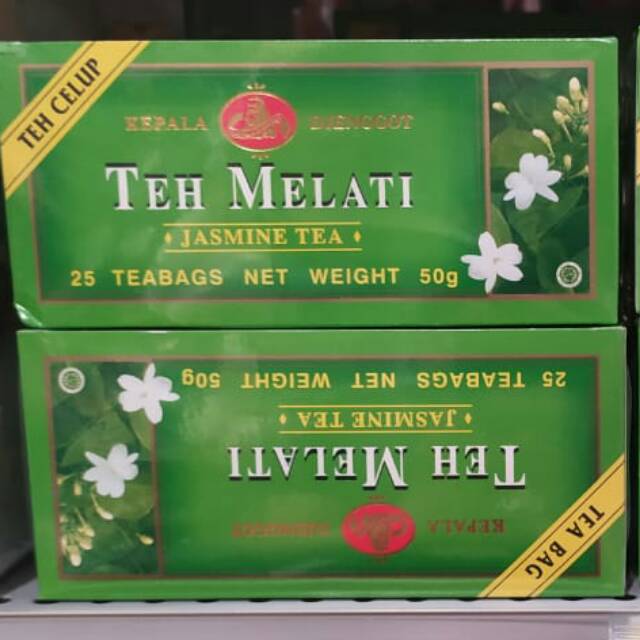 TEH CELUP
KEPALA DJENGGOT
TEH MELATI
JASMINE TEA
25 TEABAGS NET WEIGHT 50g
25 TEABAGS NET WEIGHT 50g
JASMINE TEA
TEH MELATI
KEPALA DJENGGOT
TEA BAG